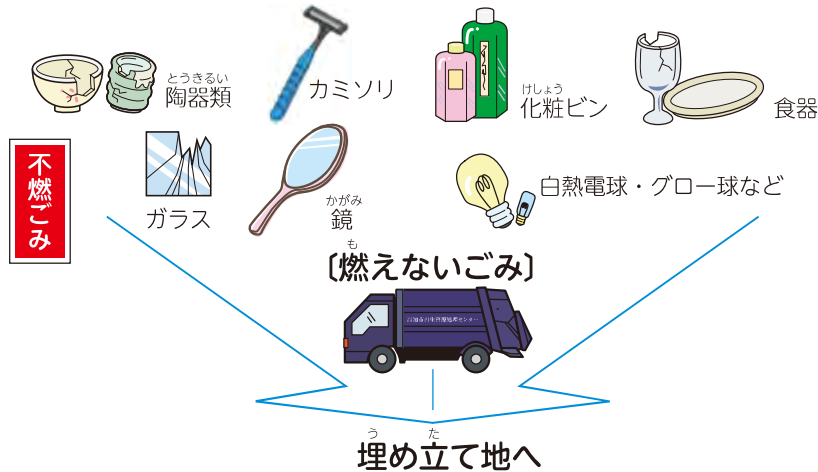 とうきるい
陶器類
カミソリ
けしょう
化粧ビン
食器
不燃ごみ
ガラス
かがみ
鏡
白熱電球・グロー球など
も
〔燃えないごみ〕
う た
埋め立て地へ